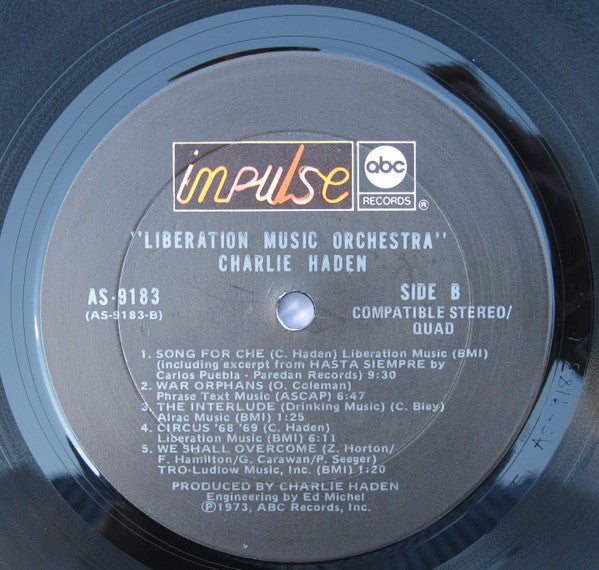 impulse
abc
RECORDS ®
"LIBERATION MUSIC ORCHESTRA"
CHARLIE HADEN
AS-9183
(AS-9183-B)
SIDE B
COMPATIBLE STEREO/
QUAD
1. SONG FOR CHE (C. Haden) Liberation Music (BMI)
(including excerpt from HASTA SIEMPRE by
Carlos Puebla - Paredan Records) 9:30
2. WAR ORPHANS (O. Coleman)
Phrase Text Music (ASCAP) 6:47
3. THE INTERLUDE (Drinking Music) (C. Bley)
Alrac Music (BMI) 1:25
4. CIRCUS '68 '69 (C. Haden)
Liberation Music (BMI) 6:11
5. WE SHALL OVERCOME (Z. Horton/
F. Hamilton/G. Carawan/P. Seeger)
TRO-Ludlow Music, Inc. (BMI) 1:20
PRODUCED BY CHARLIE HADEN
Engineering by Ed Michel
Ⓟ1973, ABC Records, Inc.